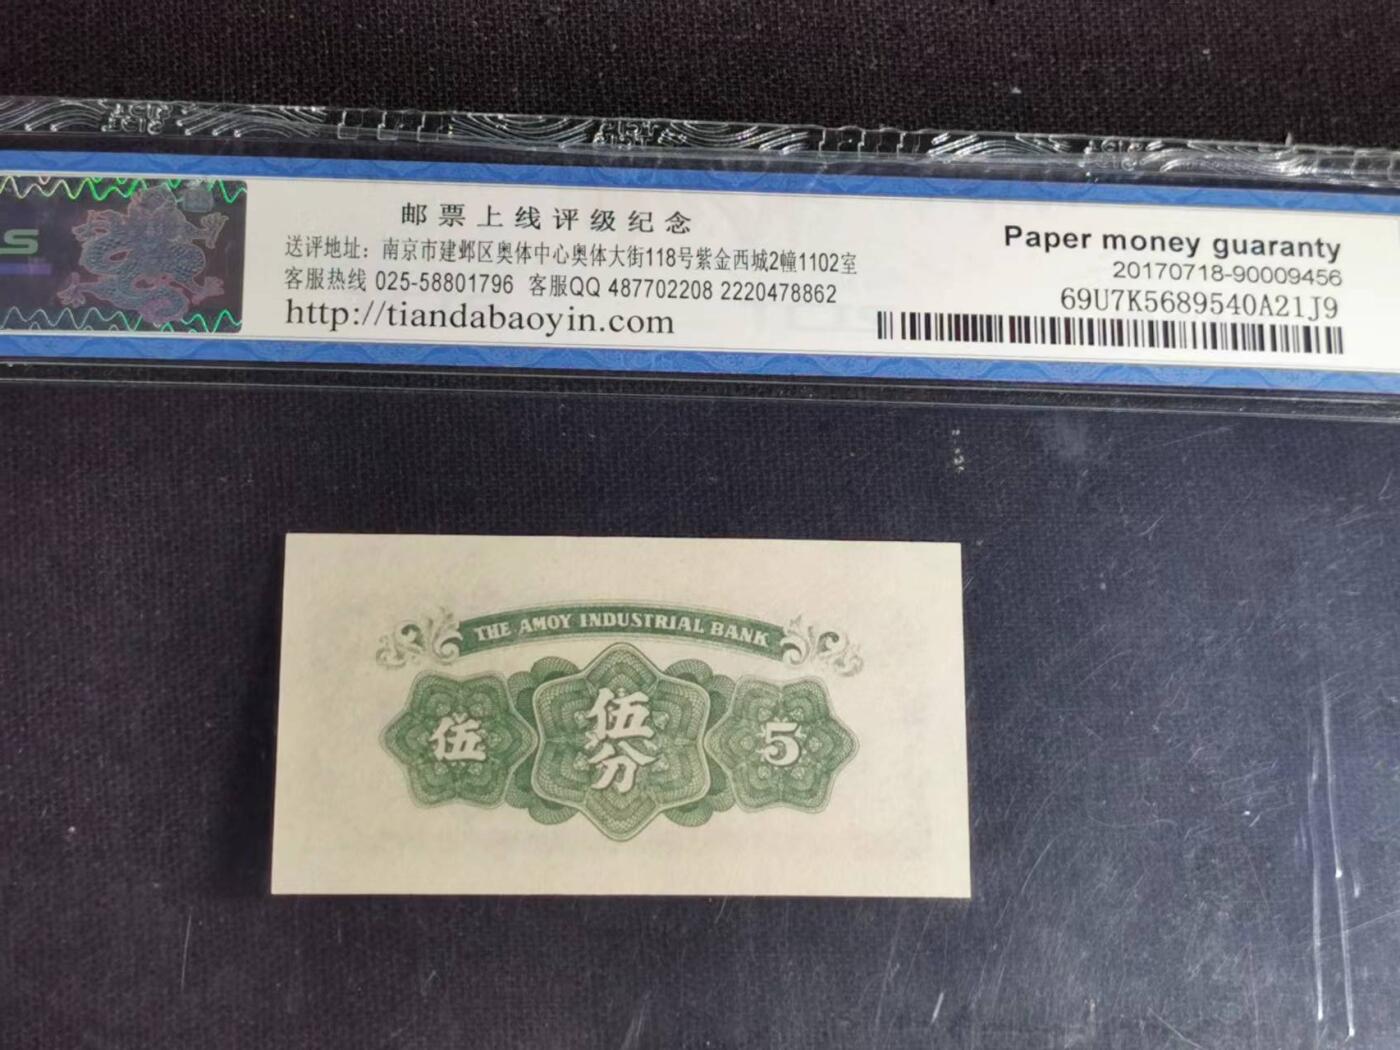 邮票上线评级纪念
送评地址：南京市建邺区奥体中心奥体大街118号紫金西城2幢1102室
客服热线 025-58801796 客服QQ 487702208 2220478862
http://tiandabaoyin.com
Paper money guaranty
20170718-90009456
69U7K5689540A21J9
THE AMOY INDUSTRIAL BANK
伍
伍分
5